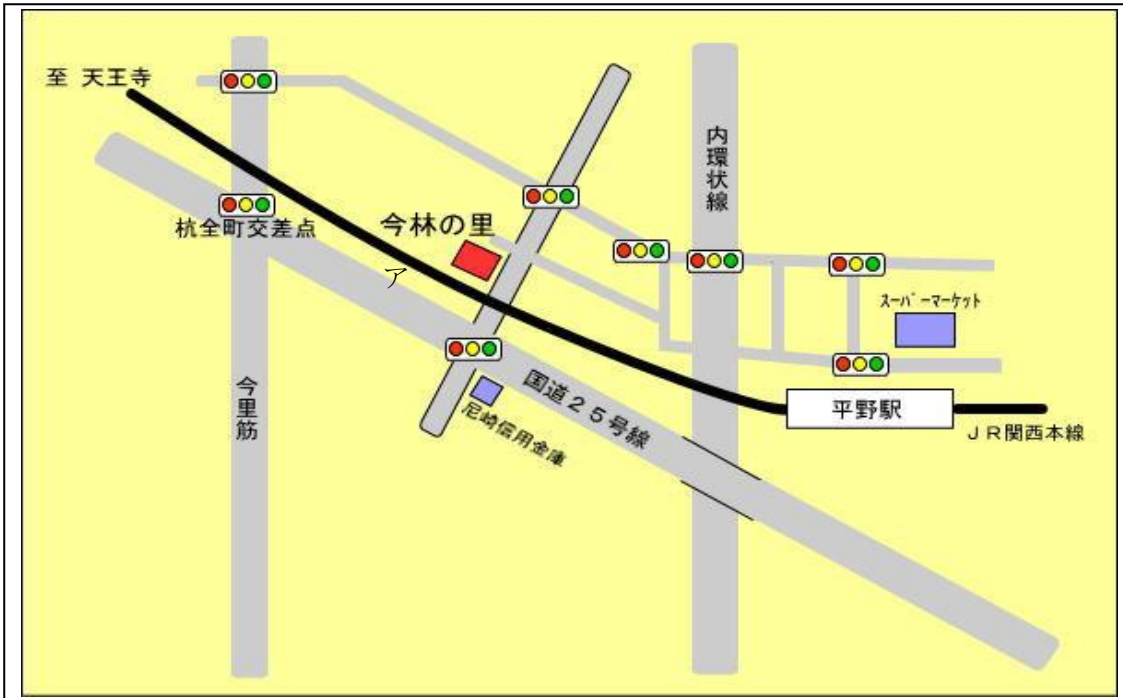 至 天王寺
内環状線
今林の里
杭全町交差点
ア
スーパーマーケット
今里筋
国道２５号線
平野駅
尼崎信用金庫
ＪＲ関西本線